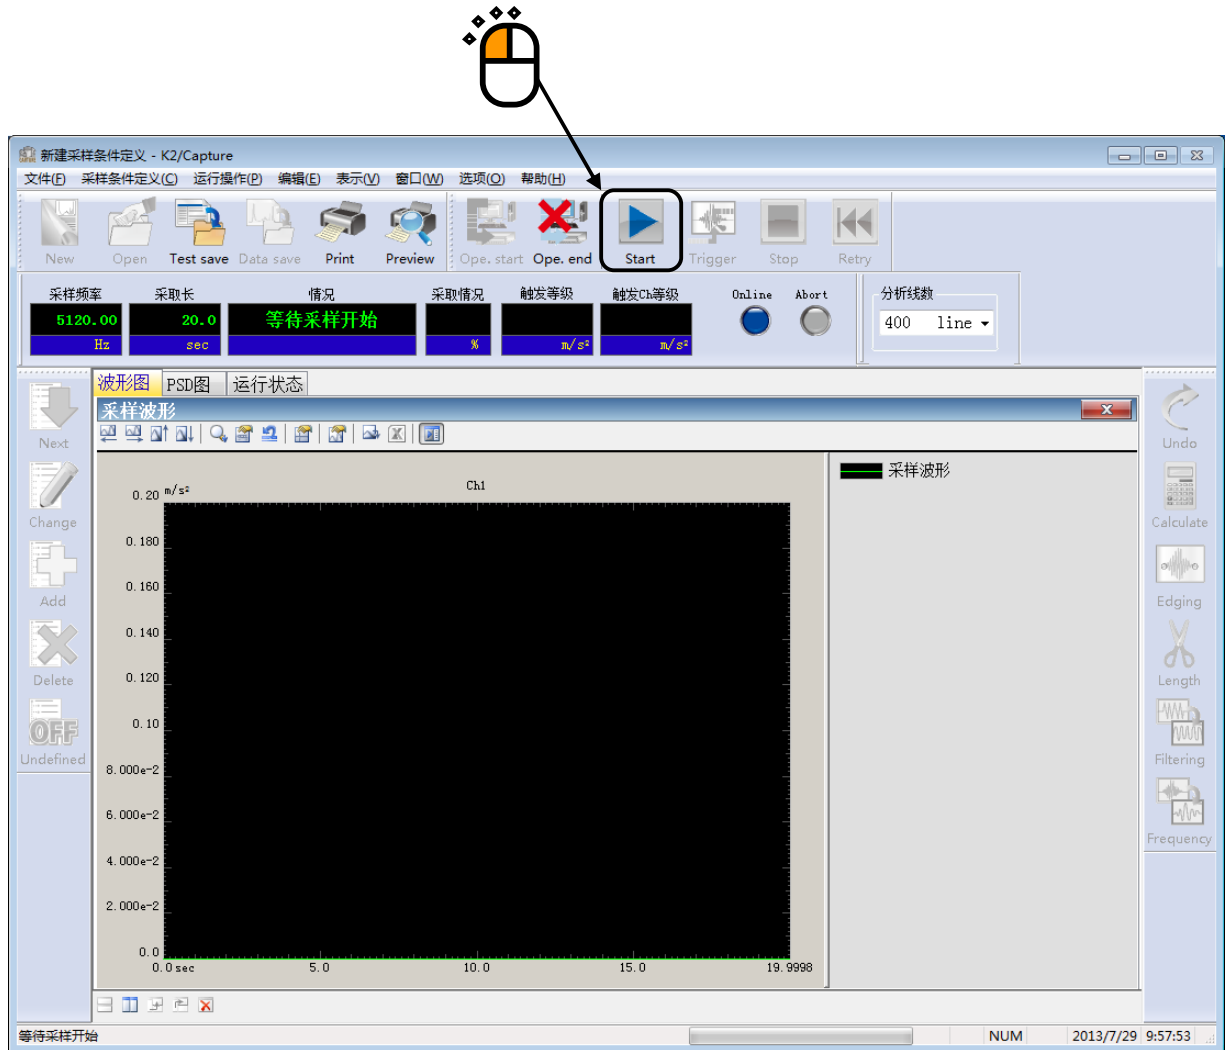 新建采样条件定义 - K2/Capture
文件(F) 采样条件定义(C) 运行操作(P) 编辑(E) 表示(V) 窗口(W) 选项(O) 帮助(H)
New Open Test save Data save Print Preview Ope. start Ope. end Start Trigger Stop Retry
采样频率 采取长 情况 采取情况 触发等级 触发Ch等级 Online Abort 分析线数
5120.00 20.0 等待采样开始 400 line
Hz sec % m/s² m/s²
波形图 PSD图 运行状态
采样波形
Next
Change
Add
Delete
OFF
Undefined
m/s² Ch1
0.20
0.180
0.160
0.140
0.120
0.10
8.000e-2
6.000e-2
4.000e-2
2.000e-2
0.0
0.0sec 5.0 10.0 15.0 19.9998
采样波形
Undo
Calculate
Edging
Length
Filtering
Frequency
等待采样开始 NUM 2013/7/29 9:57:53